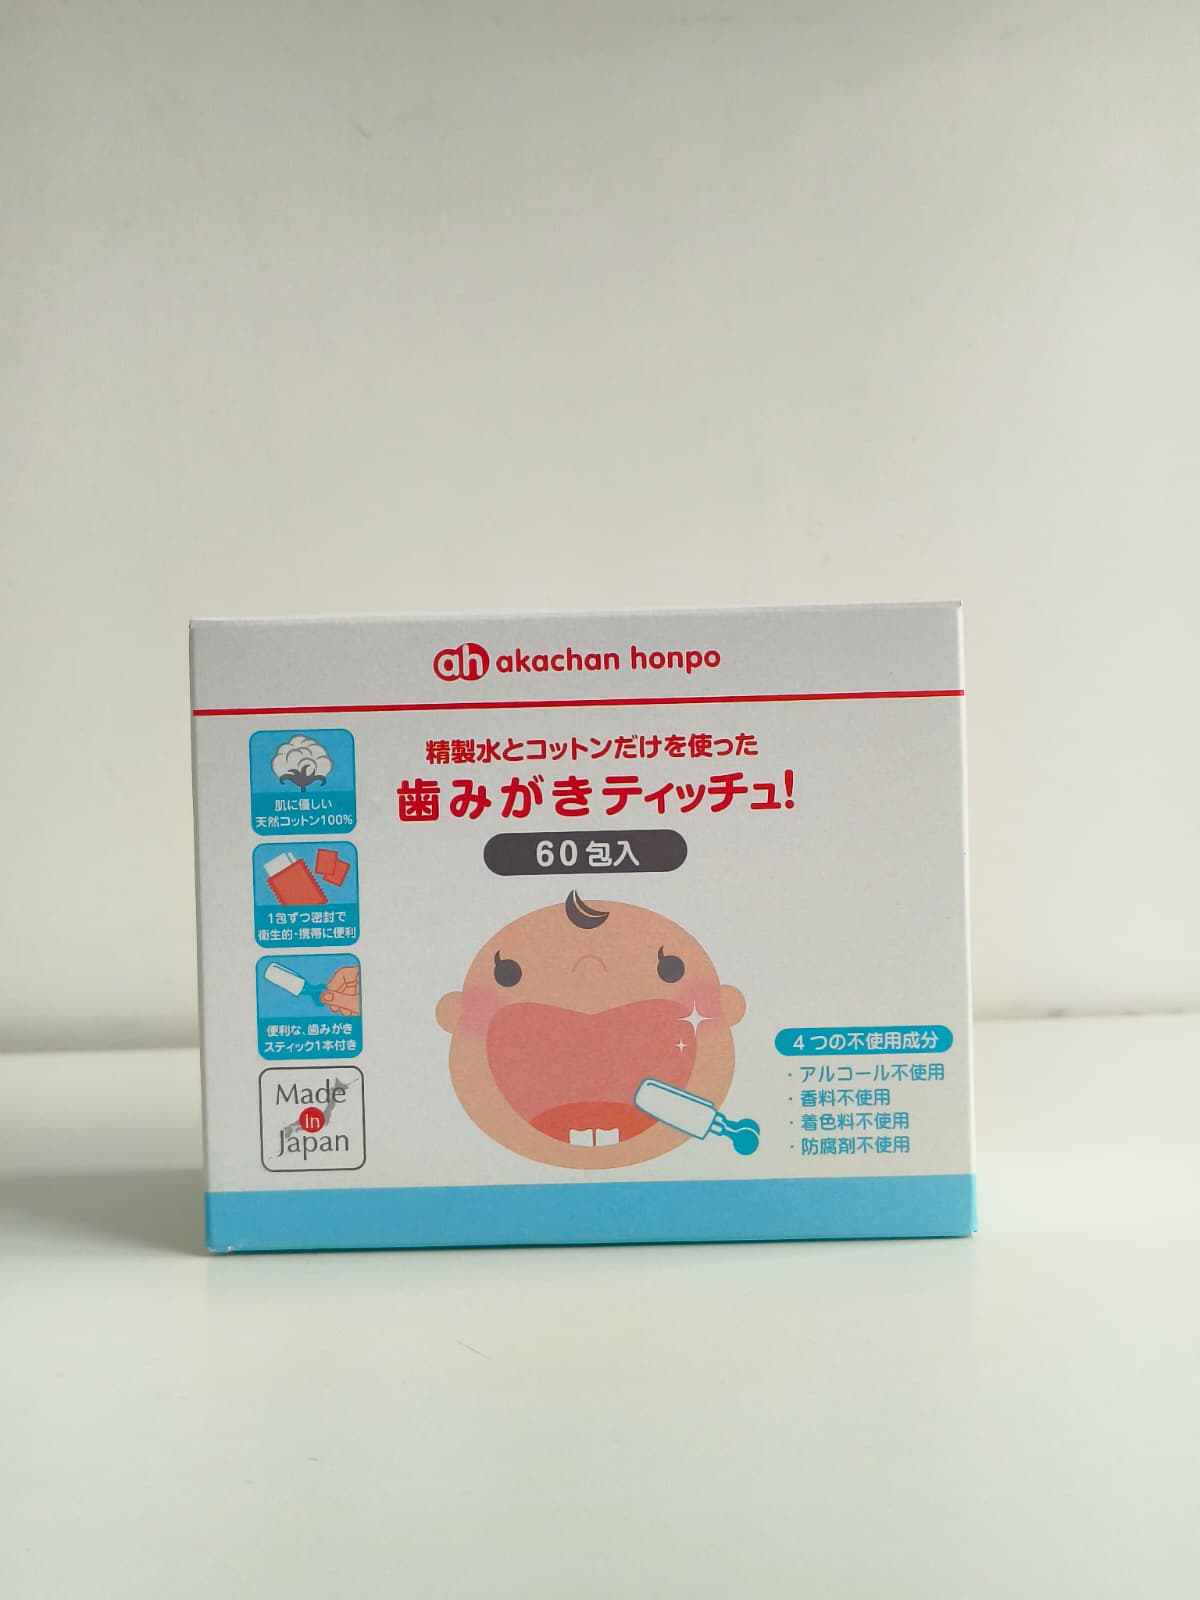 ah akachan honpo
精製水とコットンだけを使った
歯みがきティッチュ!
60包入
肌に優しい
天然コットン100%
1包ずつ密封で
衛生的・携帯に便利
便利な、歯みがき
スティック1本付き
Made
in
Japan
4つの不使用成分
・アルコール不使用
・香料不使用
・着色料不使用
・防腐剤不使用